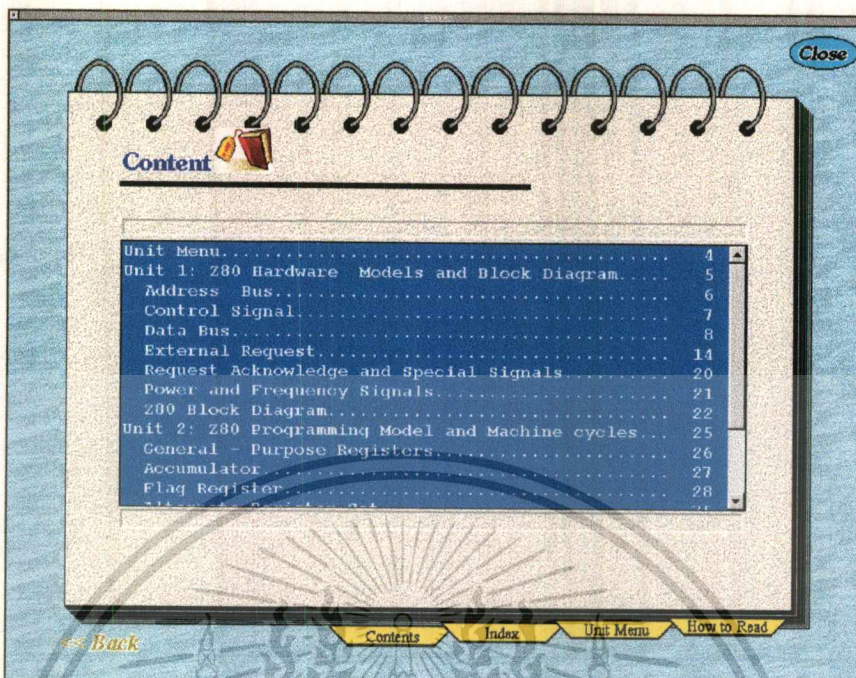 Close
Content
Unit Menu................................................ 4
Unit 1: Z80 Hardware Models and Block Diagram..... 5
Address Bus............................................ 6
Control Signal.......................................... 7
Data Bus................................................ 8
External Request....................................... 14
Request Acknowledge and Special Signals........... 20
Power and Frequency Signals......................... 21
Z80 Block Diagram...................................... 22
Unit 2: Z80 Programming Model and Machine cycles... 25
General - Purpose Registers.......................... 26
Accumulator............................................. 27
Flag Register........................................... 28
<< Back
Contents
Index
Unit Menu
How to Read